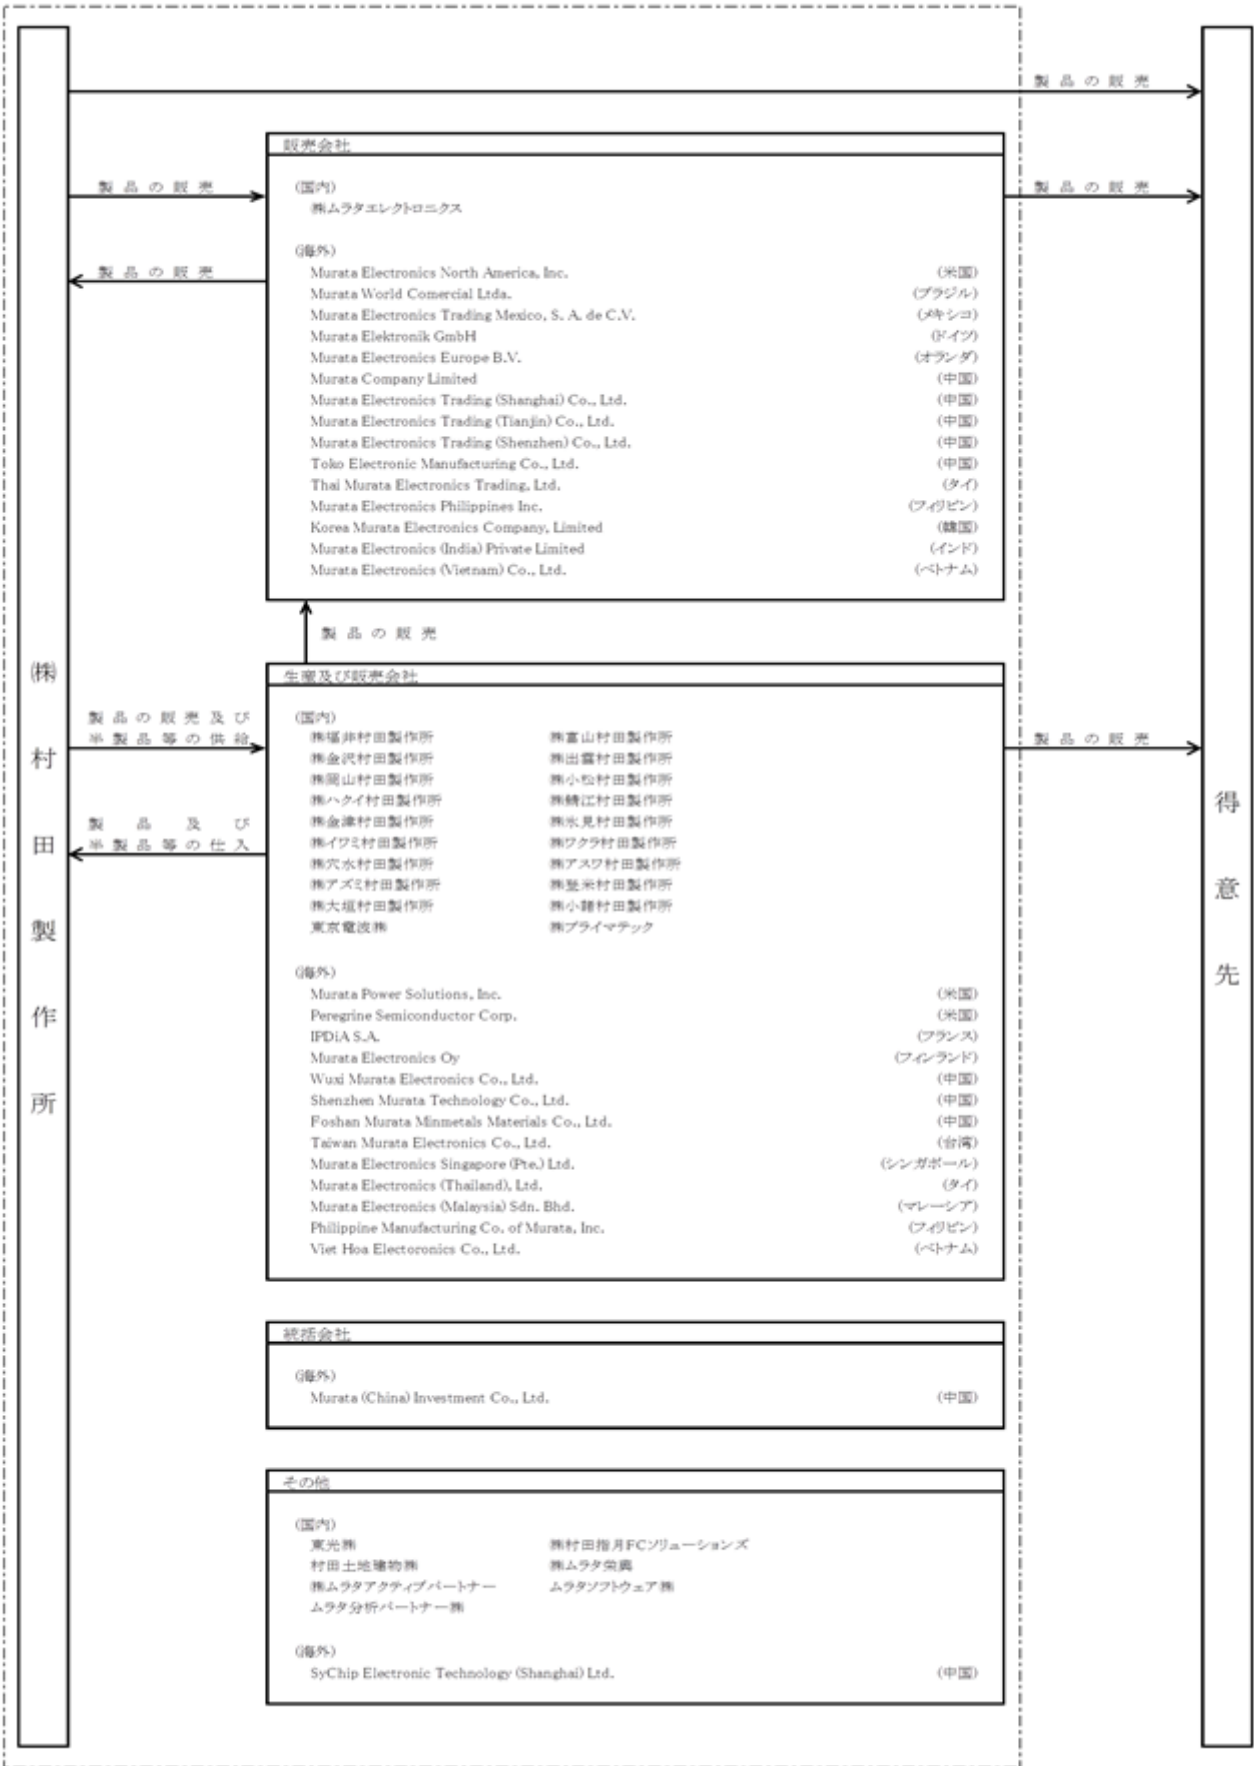 製品の販売
販売会社
製品の販売
(国内)
製品の販売
㈱ムラタエレクトロニクス
(海外)
製品の販売
Murata Electronics North America, Inc. (米国)
Murata World Comercial Ltda. (ブラジル)
Murata Electronics Trading Mexico, S. A. de C.V. (メキシコ)
Murata Elektronik GmbH (ドイツ)
Murata Electronics Europe B.V. (オランダ)
Murata Company Limited (中国)
Murata Electronics Trading (Shanghai) Co., Ltd. (中国)
Murata Electronics Trading (Tianjin) Co., Ltd. (中国)
Murata Electronics Trading (Shenzhen) Co., Ltd. (中国)
Toko Electronic Manufacturing Co., Ltd. (中国)
Thai Murata Electronics Trading, Ltd. (タイ)
Murata Electronics Philippines Inc. (フィリピン)
Korea Murata Electronics Company, Limited (韓国)
Murata Electronics (India) Private Limited (インド)
Murata Electronics (Vietnam) Co., Ltd. (ベトナム)
製品の販売
㈱村田製作所
生産及び販売会社
製品の販売及び
半製品等の供給
製品及び
半製品等の仕入
(国内)
㈱福井村田製作所 ㈱富山村田製作所
㈱金沢村田製作所 ㈱出雲村田製作所
㈱岡山村田製作所 ㈱小松村田製作所
㈱ハクイ村田製作所 ㈱鯖江村田製作所
㈱金津村田製作所 ㈱氷見村田製作所
㈱イワミ村田製作所 ㈱ワクラ村田製作所
㈱穴水村田製作所 ㈱アスワ村田製作所
㈱アズミ村田製作所 ㈱登米村田製作所
㈱大垣村田製作所 ㈱小諸村田製作所
東京電波㈱ ㈱プライマテック
製品の販売
得意先
(海外)
Murata Power Solutions, Inc. (米国)
Peregrine Semiconductor Corp. (米国)
IPDiA S.A. (フランス)
Murata Electronics Oy (フィンランド)
Wuxi Murata Electronics Co., Ltd. (中国)
Shenzhen Murata Technology Co., Ltd. (中国)
Foshan Murata Minmetals Materials Co., Ltd. (中国)
Taiwan Murata Electronics Co., Ltd. (台湾)
Murata Electronics Singapore (Pte.) Ltd. (シンガポール)
Murata Electronics (Thailand), Ltd. (タイ)
Murata Electronics (Malaysia) Sdn. Bhd. (マレーシア)
Philippine Manufacturing Co. of Murata, Inc. (フィリピン)
Viet Hoa Electoronics Co., Ltd. (ベトナム)
統括会社
(海外)
Murata (China) Investment Co., Ltd. (中国)
その他
(国内)
東光㈱ ㈱村田指月FCソリューションズ
村田土地建物㈱ ㈱ムラタ栄興
㈱ムラタアクティブパートナー ムラタソフトウェア㈱
ムラタ分析パートナー㈱
(海外)
SyChip Electronic Technology (Shanghai) Ltd. (中国)